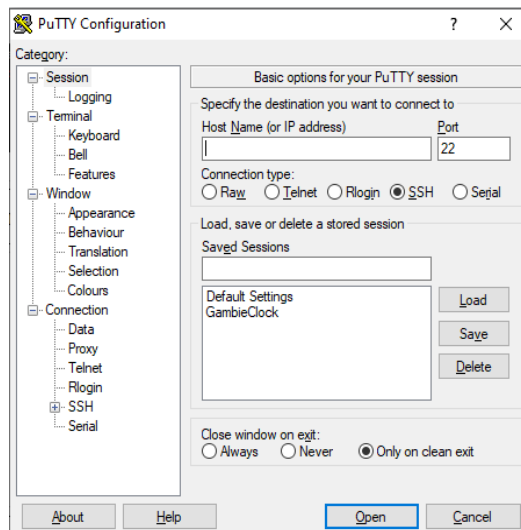 PuTTY Configuration
?
X
Category:
Session
Logging
Terminal
Keyboard
Bell
Features
Window
Appearance
Behaviour
Translation
Selection
Colours
Connection
Data
Proxy
Telnet
Rlogin
SSH
Serial
Basic options for your PuTTY session
Specify the destination you want to connect to
Host Name (or IP address) Port
22
Connection type:
Raw Telnet Rlogin SSH Serial
Load, save or delete a stored session
Saved Sessions
Default Settings
GambieClock
Load
Save
Delete
Close window on exit:
Always Never Only on clean exit
About Help Open Cancel